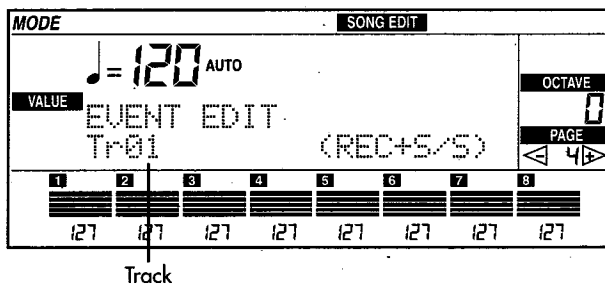 MODE SONG EDIT
♩= 120 AUTO
OCTAVE
VALUE EVENT EDIT 0
PAGE
Tr01 (REC+S/S) - 4 +
1 2 3 4 5 6 7 8
127 127 127 127 127 127 127 127
Track